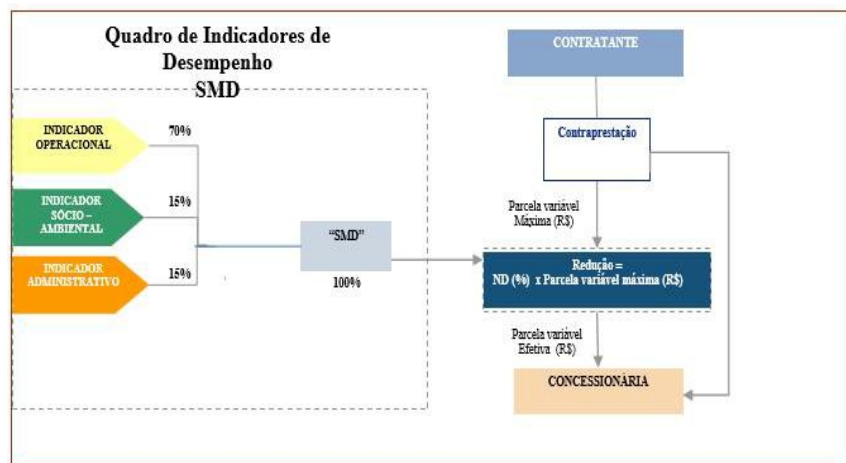 Quadro de Indicadores de
Desempenho
SMD
INDICADOR
OPERACIONAL
70%
INDICADOR
SÓCIO –
AMBIENTAL
15%
INDICADOR
ADMINISTRATIVO
15%
“SMD”
100%
CONTRATANTE
Contraprestação
Parcela variável
Máxima (R$)
Redução =
ND (%) x Parcela variável máxima (R$)
Parcela variável
Efetiva (R$)
CONCESSIONÁRIA